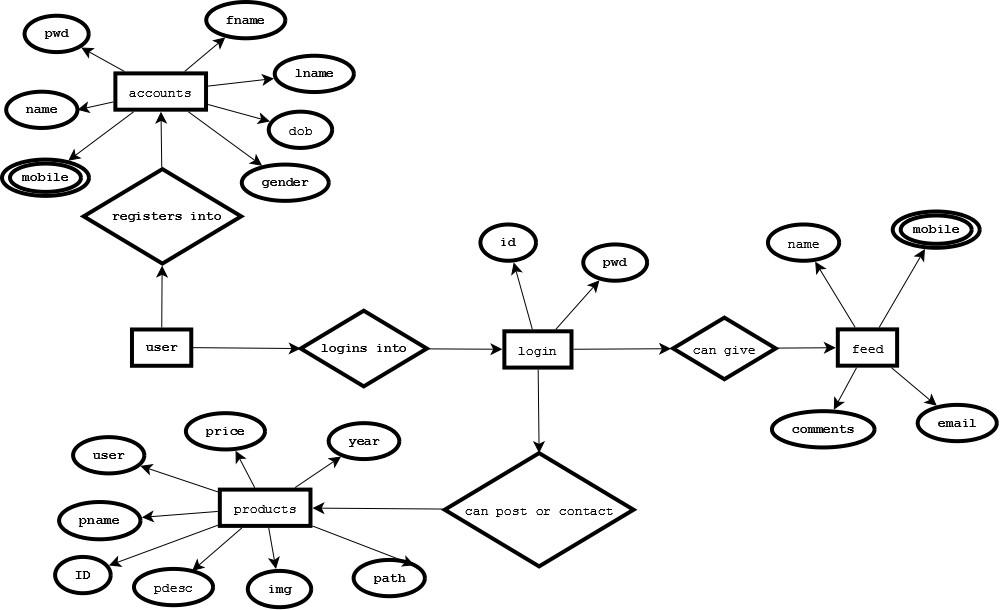 fname
pwd
lname
accounts
name
dob
mobile
gender
registers into
id
pwd
name
mobile
user
logins into
login
can give
feed
comments
email
price
year
user
products
can post or contact
pname
ID
pdesc
img
path